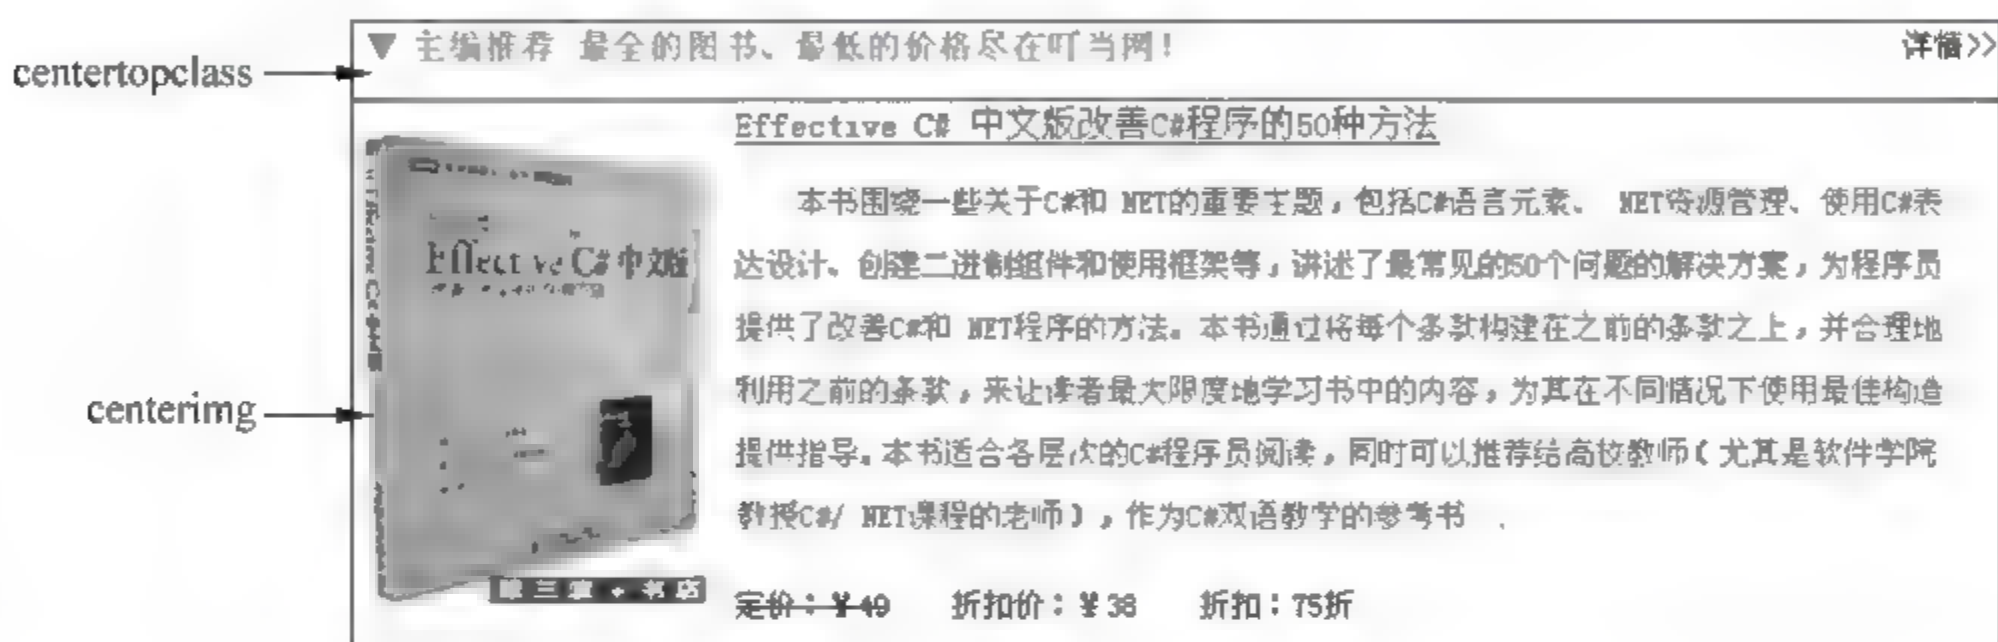 ▼ 主编推荐 最全的图书、最低的价格尽在叮当网!
详情>>
centertopclass
Effective C# 中文版改善C#程序的50种方法
Effective C# 中文版
本书围绕一些关于C#和 NET的重要主题，包括C#语言元素、 NET资源管理、使用C#表
达设计、创建二进制组件和使用框架等，讲述了最常见的50个问题的解决方案，为程序员
提供了改善C#和 NET程序的方法。本书通过将每个条款构建在之前的条款之上，并合理地
利用之前的条款，来让读者最大限度地学习书中的内容，为其在不同情况下使用最佳构造
centerimg
提供指导。本书适合各层次的C#程序员阅读，同时可以推荐给高校教师(尤其是软件学院
教授C#/ NET课程的老师)，作为C#双语教学的参考书 .
定价：¥49 折扣价：¥38 折扣：75折